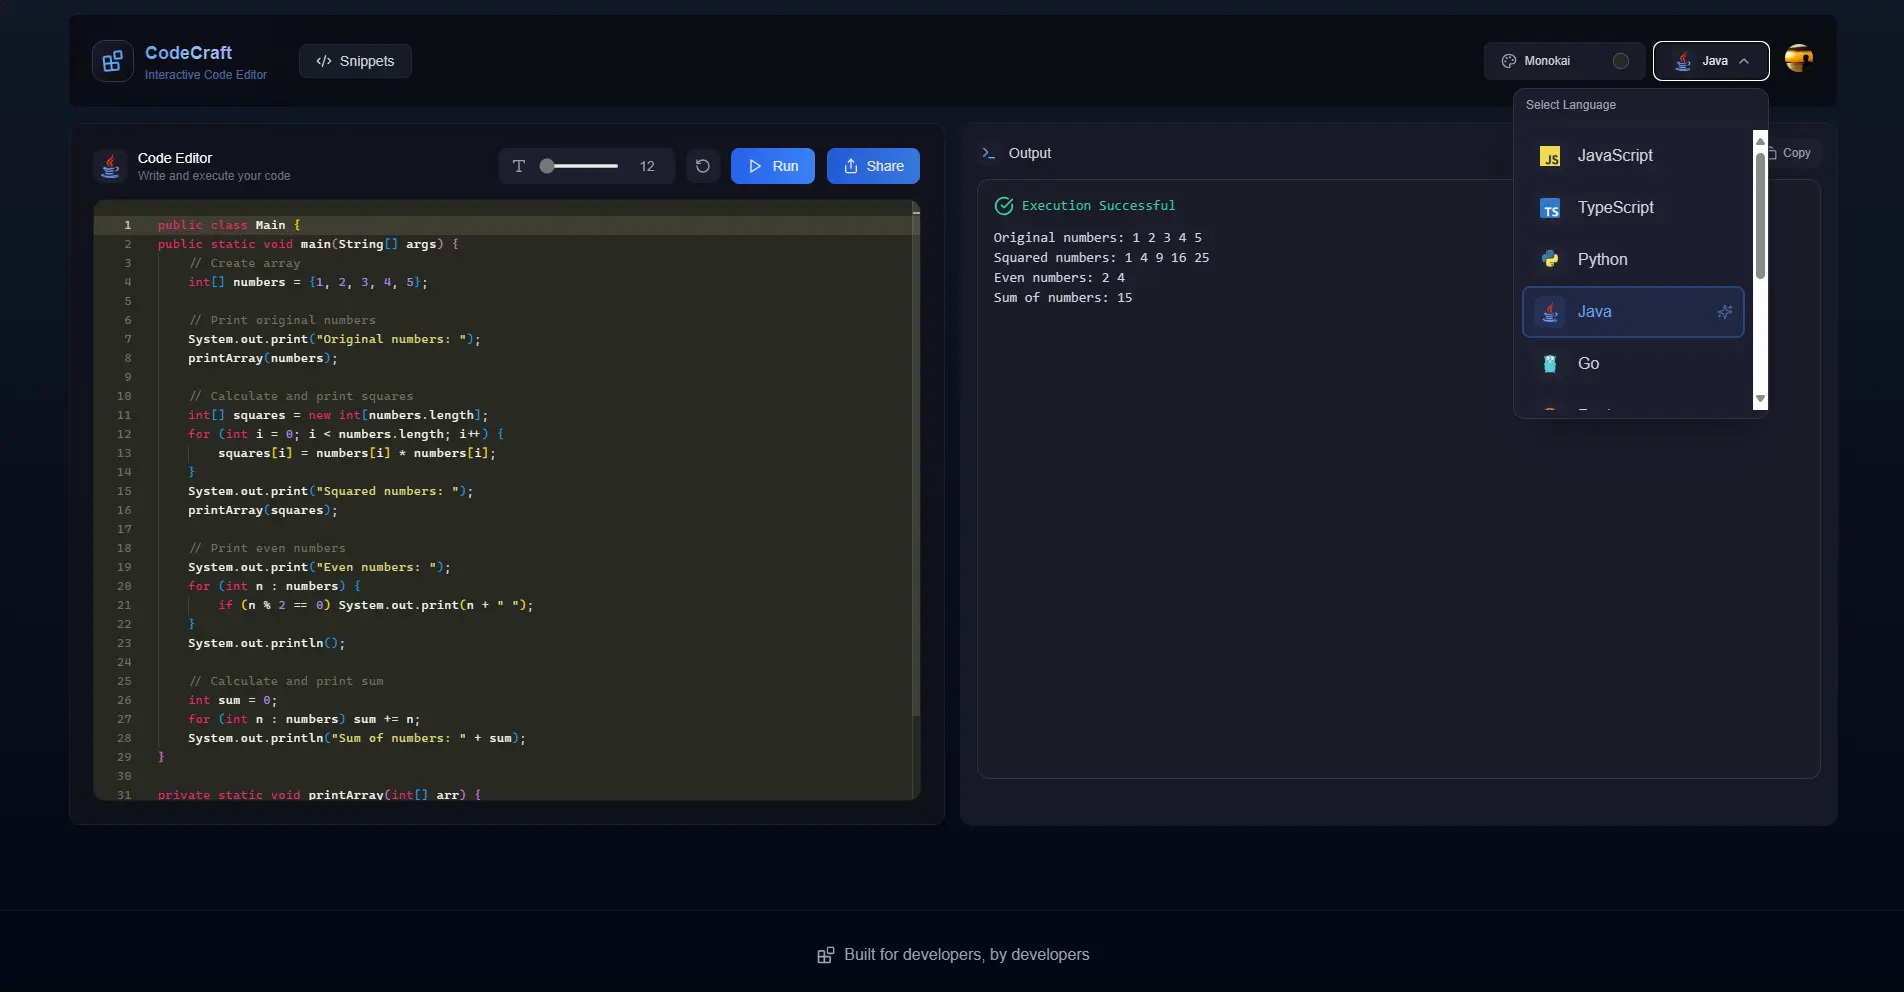 CodeCraft
Interactive Code Editor
Snippets
Monokai
Java
Code Editor
Write and execute your code
12
Run
Share
1 public class Main {
2 public static void main(String[] args) {
3 // Create array
4 int[] numbers = {1, 2, 3, 4, 5};
5
6 // Print original numbers
7 System.out.print("Original numbers: ");
8 printArray(numbers);
9
10 // Calculate and print squares
11 int[] squares = new int[numbers.length];
12 for (int i = 0; i < numbers.length; i++) {
13 squares[i] = numbers[i] * numbers[i];
14 }
15 System.out.print("Squared numbers: ");
16 printArray(squares);
17
18 // Print even numbers
19 System.out.print("Even numbers: ");
20 for (int n : numbers) {
21 if (n % 2 == 0) System.out.print(n + " ");
22 }
23 System.out.println();
24
25 // Calculate and print sum
26 int sum = 0;
27 for (int n : numbers) sum += n;
28 System.out.println("Sum of numbers: " + sum);
29 }
30
31 private static void printArray(int[] arr) {
Output
Copy
Execution Successful
Original numbers: 1 2 3 4 5
Squared numbers: 1 4 9 16 25
Even numbers: 2 4
Sum of numbers: 15
Select Language
JS JavaScript
TS TypeScript
Python
Java
Go
Built for developers, by developers